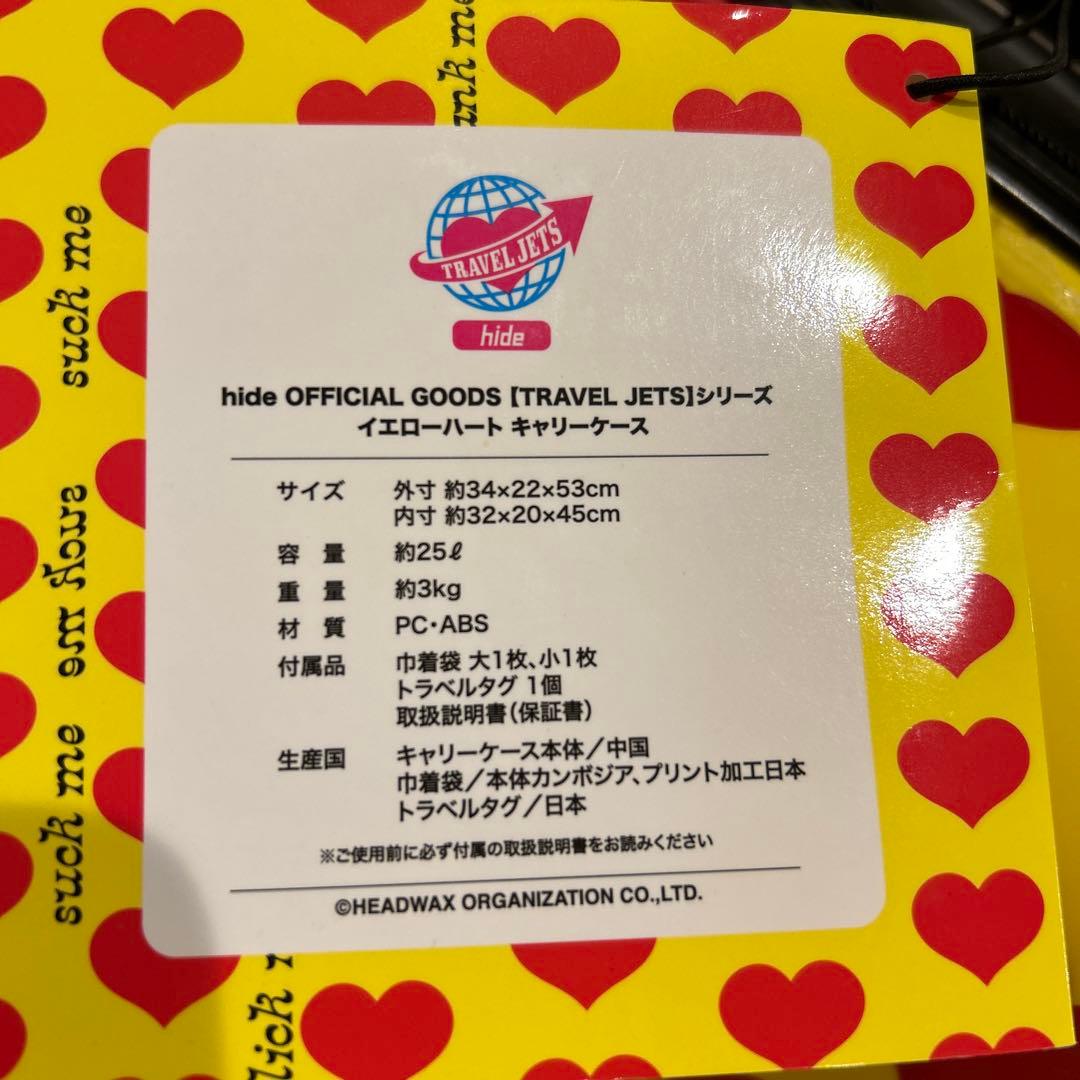 TRAVEL JETS
hide
hide OFFICIAL GOODS【TRAVEL JETS】シリーズ
イエローハート キャリーケース
サイズ 外寸 約34×22×53cm
内寸 約32×20×45cm
容 量 約25ℓ
重 量 約3kg
材 質 PC・ABS
付属品 巾着袋 大1枚、小1枚
トラベルタグ 1個
取扱説明書(保証書)
生産国 キャリーケース本体/中国
巾着袋/本体カンボジア、プリント加工日本
トラベルタグ/日本
※ご使用前に必ず付属の取扱説明書をお読みください
©HEADWAX ORGANIZATION CO.,LTD.
suck me
suck me